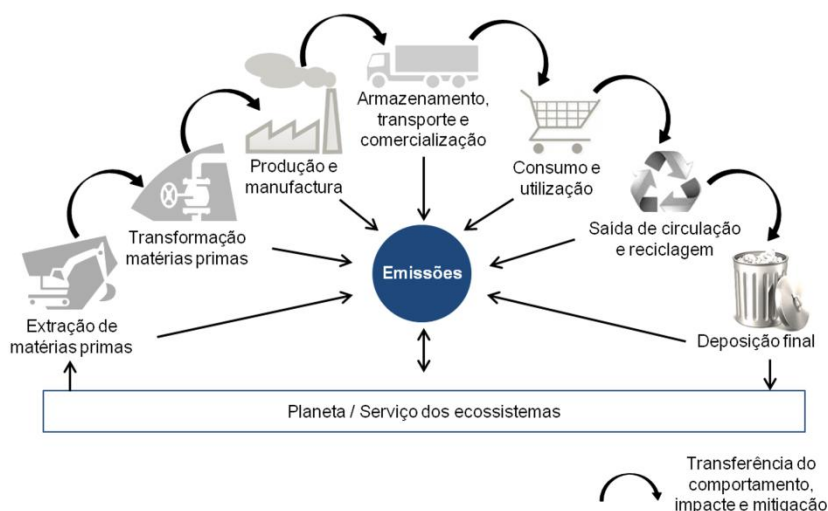 Armazenamento,
transporte e
comercialização
Produção e
manufactura
Consumo e
utilização
Transformação
matérias primas
Saída de circulação
e reciclagem
Emissões
Extração de
matérias primas
Deposição final
Planeta / Serviço dos ecossistemas
Transferência do
comportamento,
impacte e mitigação